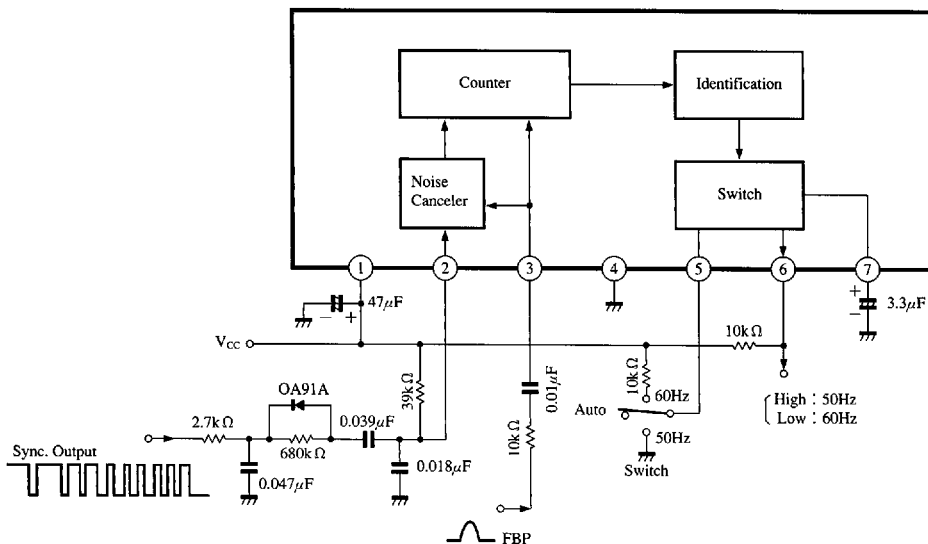 Counter
Identification
Noise
Canceler
Switch
1
2
3
4
5
6
7
47μF
+
−
3.3μF
+
−
VCC
10kΩ
39kΩ
0.01μF
10kΩ
60Hz
Auto
50Hz
Switch
High : 50Hz
Low : 60Hz
OA91A
2.7kΩ
0.039μF
680kΩ
Sync. Output
0.047μF
0.018μF
10kΩ
FBP